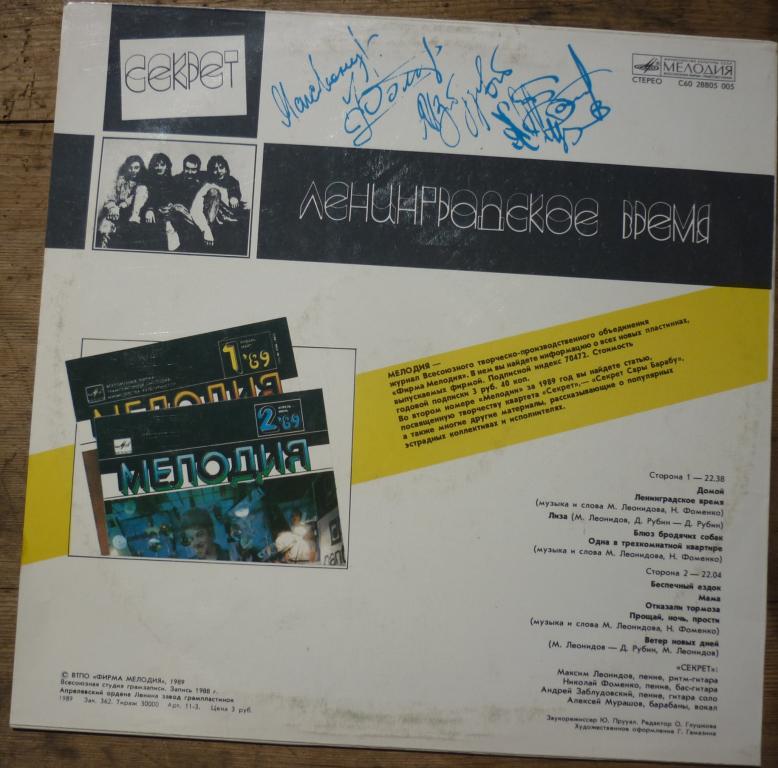 СЕКРЕТ
МЕЛОДИЯ
СТЕРЕО С60 28805 005
ЛЕНИНГРАДСКОЕ ВРЕМЯ
1 '89
МЕЛОДИЯ
2 '89
МЕЛОДИЯ
МЕЛОДИЯ —
журнал Всесоюзного творческо-производственного объединения
«Фирма Мелодия». В нем вы найдете информацию о всех новых пластинках,
выпускаемых фирмой. Подписной индекс 70472. Стоимость
годовой подписки 3 руб. 40 коп.
Во втором номере «Мелодии» за 1989 год вы найдете статью,
посвященную творчеству квартета «Секрет»,— «Секрет Сары Барабу»,
а также многие другие материалы, рассказывающие о популярных
эстрадных коллективах и исполнителях.
Сторона 1 — 22.38
Домой
Ленинградское время
(музыка и слова М. Леонидова, Н. Фоменко)
Лиза (М. Леонидов, Д. Рубин — Д. Рубин)
Блюз бродячих собак
Одна в трехкомнатной квартире
(музыка и слова М. Леонидова, Н. Фоменко)
Сторона 2 — 22.04
Беспечный ездок
Мама
Отказали тормоза
Прощай, ночь, прости
(музыка и слова М. Леонидова, Н. Фоменко)
Ветер новых дней
(М. Леонидов — Д. Рубин, М. Леонидов)
«СЕКРЕТ»:
Максим Леонидов, пение, ритм-гитара
Николай Фоменко, пение, бас-гитара
Андрей Заблудовский, пение, гитара соло
Алексей Мурашов, барабаны, вокал
Звукорежиссер Ю. Прууал. Редактор О. Глушкова
Художественное оформление Г. Гамазина
© ВТПО «ФИРМА МЕЛОДИЯ», 1989
Всесоюзная студия грамзаписи. Запись 1988 г.
Апрелевский ордена Ленина завод грампластинок
1989 Зак. 362. Тираж 30000 Арт. 11-3. Цена 3 руб.